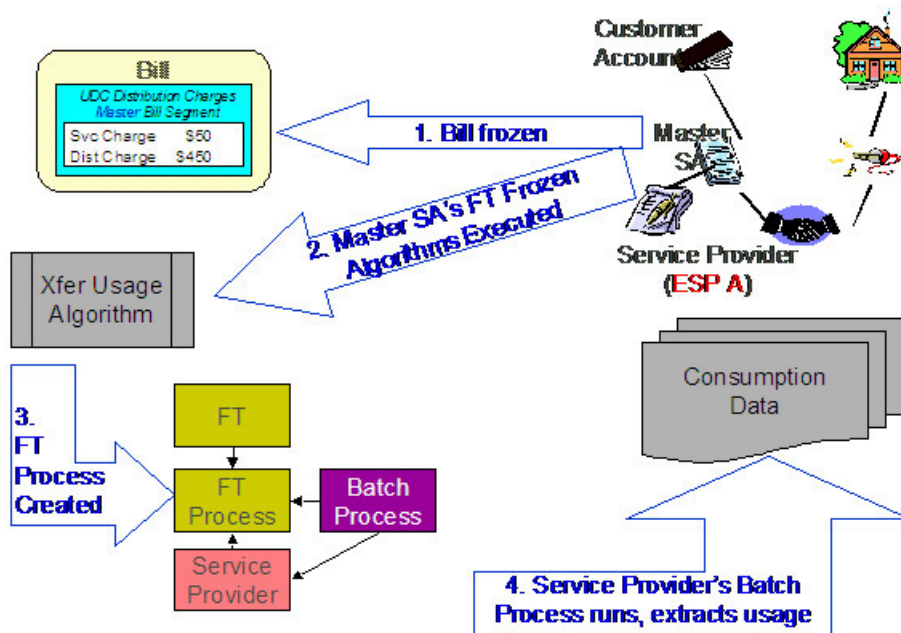 Customer
Account
Bill
UDC Distribution Charges
Master Bill Segment
Svc Charge $50
Dist Charge $450
1. Bill frozen
Master
SA
2. Master SA's FT Frozen
Algorithms Executed
Service Provider
(ESP A)
Xfer Usage
Algorithm
Consumption
Data
3.
FT
Process
Created
FT
FT
Process
Batch
Process
Service
Provider
4. Service Provider's Batch
Process runs, extracts usage